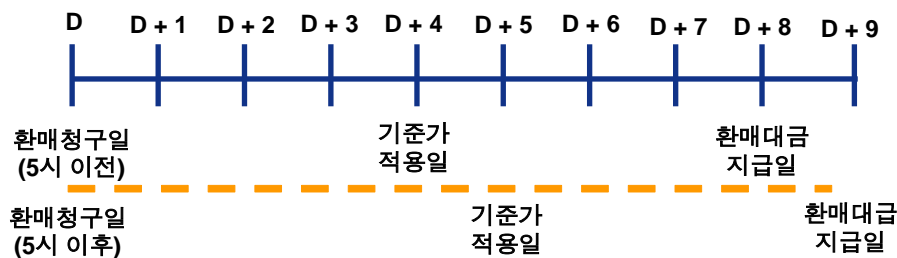 D D + 1 D + 2 D + 3 D + 4 D + 5 D + 6 D + 7 D + 8 D + 9
환매청구일
(5시 이전)
기준가
적용일
환매대금
지급일
환매청구일
(5시 이후)
기준가
적용일
환매대급
지급일